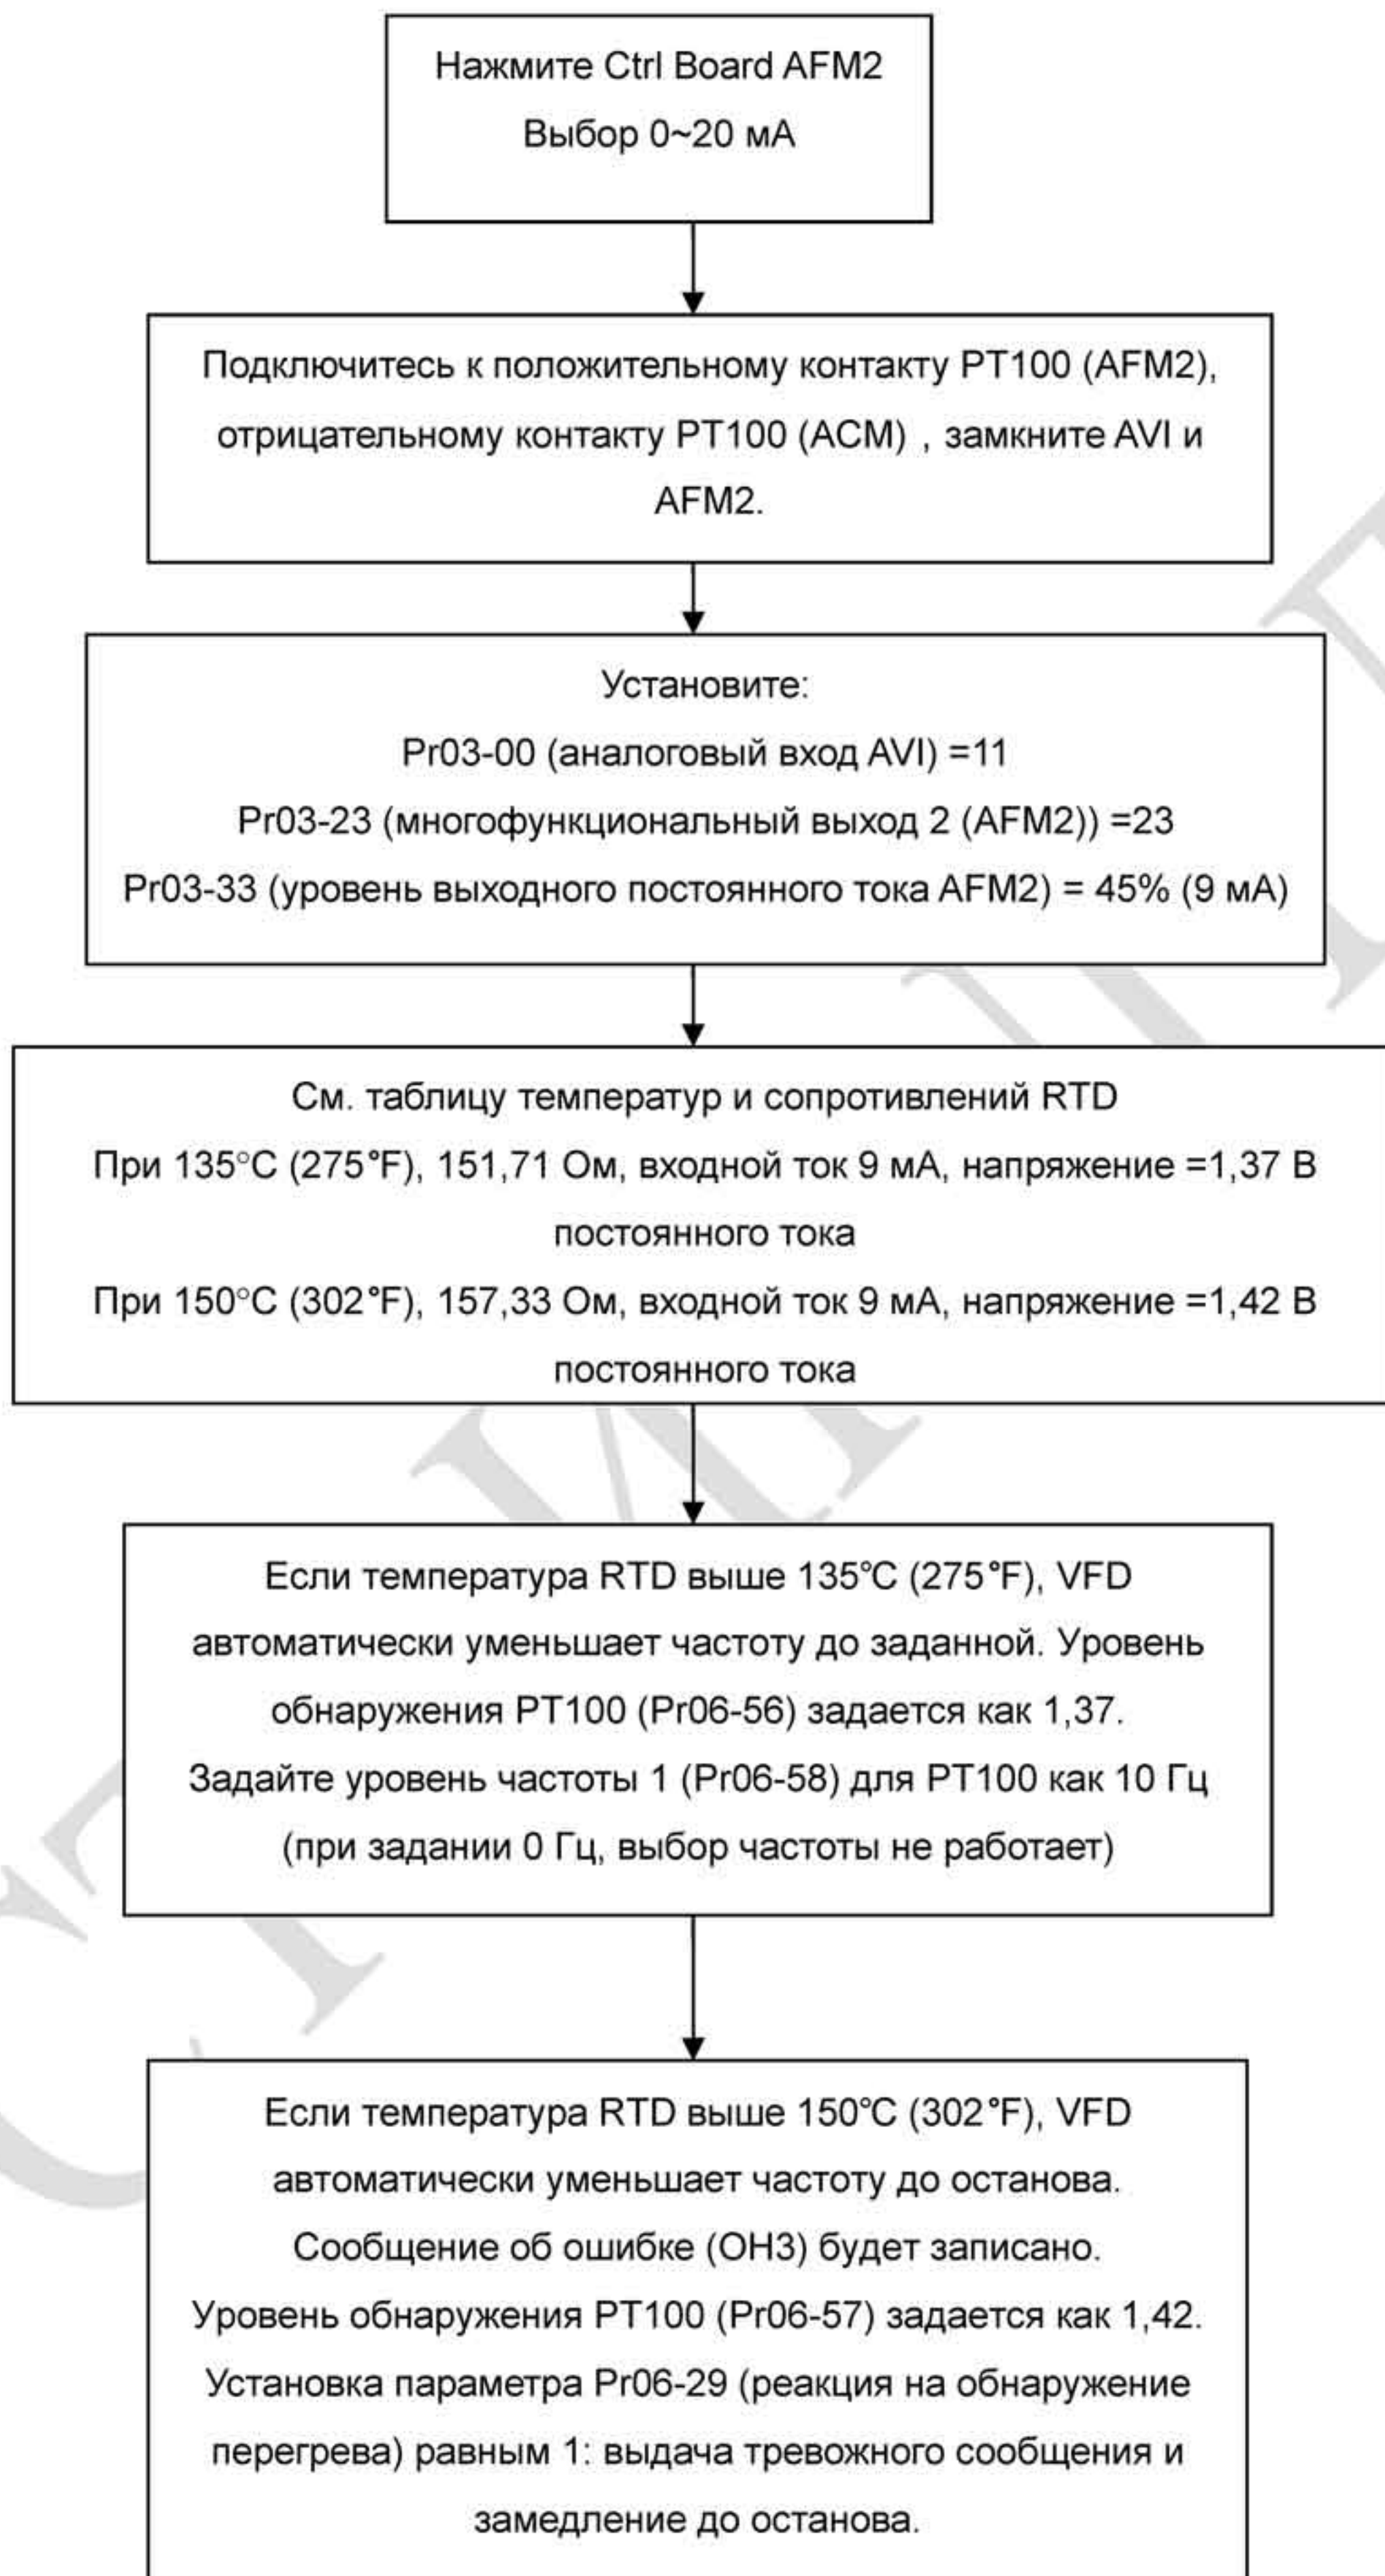 Нажмите Ctrl Board AFM2
Выбор 0~20 мА
Подключитесь к положительному контакту PT100 (AFM2),
отрицательному контакту PT100 (ACM) , замкните AVI и
AFM2.
Установите:
Pr03-00 (аналоговый вход AVI) =11
Pr03-23 (многофункциональный выход 2 (AFM2)) =23
Pr03-33 (уровень выходного постоянного тока AFM2) = 45% (9 мА)
См. таблицу температур и сопротивлений RTD
При 135°C (275°F), 151,71 Ом, входной ток 9 мА, напряжение =1,37 В
постоянного тока
При 150°C (302°F), 157,33 Ом, входной ток 9 мА, напряжение =1,42 В
постоянного тока
Если температура RTD выше 135°C (275°F), VFD
автоматически уменьшает частоту до заданной. Уровень
обнаружения PT100 (Pr06-56) задается как 1,37.
Задайте уровень частоты 1 (Pr06-58) для PT100 как 10 Гц
(при задании 0 Гц, выбор частоты не работает)
Если температура RTD выше 150°C (302°F), VFD
автоматически уменьшает частоту до останова.
Сообщение об ошибке (OH3) будет записано.
Уровень обнаружения PT100 (Pr06-57) задается как 1,42.
Установка параметра Pr06-29 (реакция на обнаружение
перегрева) равным 1: выдача тревожного сообщения и
замедление до останова.